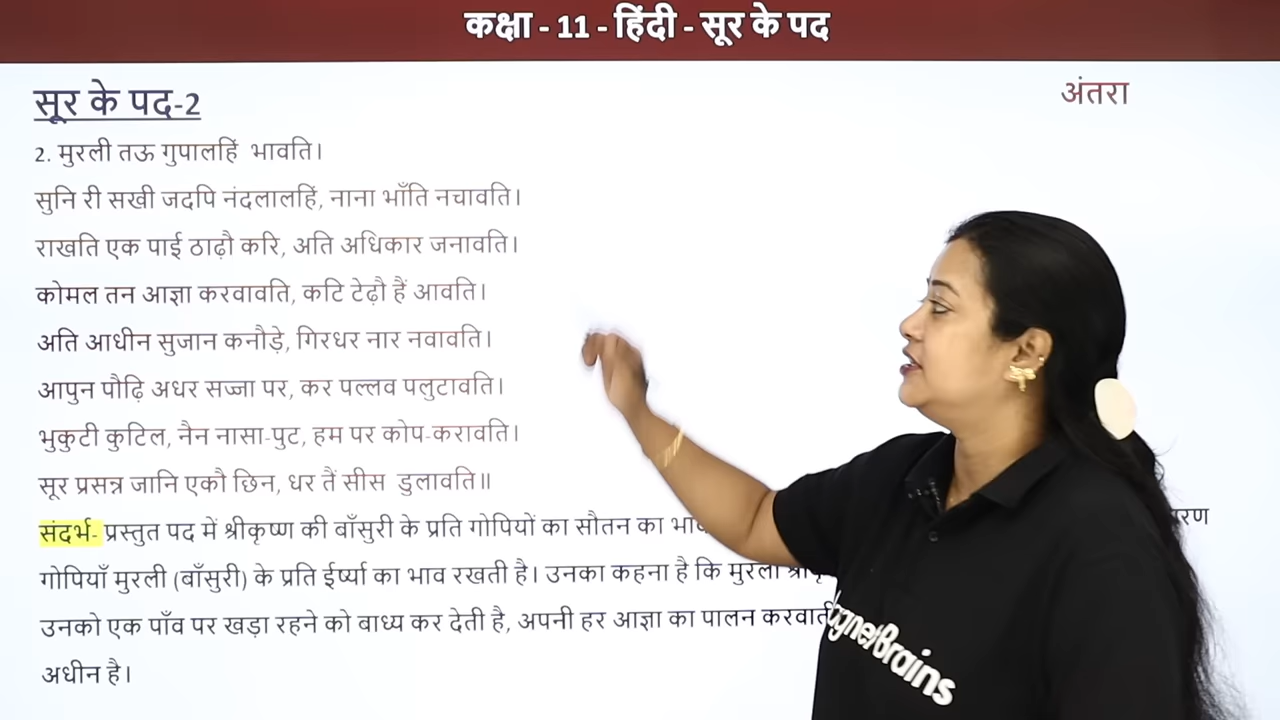 कक्षा - 11 - हिंदी - सूर के पद
सूर के पद-2
अंतरा
2. मुरली तऊ गुपालहिं भावति।
सुनि री सखी जदपि नंदलालहिं, नाना भाँति नचावति।
राखति एक पाई ठाढ़ौ करि, अति अधिकार जनावति।
कोमल तन आज्ञा करवावति, कटि टेढ़ौ हैं आवति।
अति आधीन सुजान कनौड़े, गिरधर नार नवावति।
आपुन पौढ़ि अधर सज्जा पर, कर पल्लव पलुटावति।
भुकुटी कुटिल, नैन नासा-पुट, हम पर कोप-करावति।
सूर प्रसन्न जानि एकौ छिन, धर तैं सीस डुलावति॥
संदर्भ- प्रस्तुत पद में श्रीकृष्ण की बाँसुरी के प्रति गोपियों का सौतन का
गोपियाँ मुरली (बाँसुरी) के प्रति ईर्ष्या का भाव रखती है। उनका कहना है कि मुरली
उनको एक पाँव पर खड़ा रहने को बाध्य कर देती है, अपनी हर आज्ञा का पालन
अधीन है।